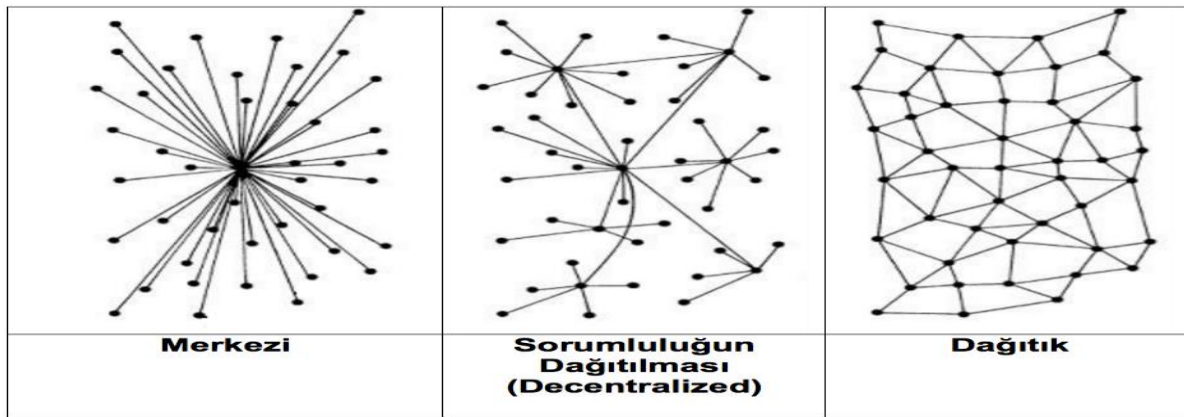 Merkezi
Sorumluluğun
Dağıtılması
(Decentralized)
Dağıtık